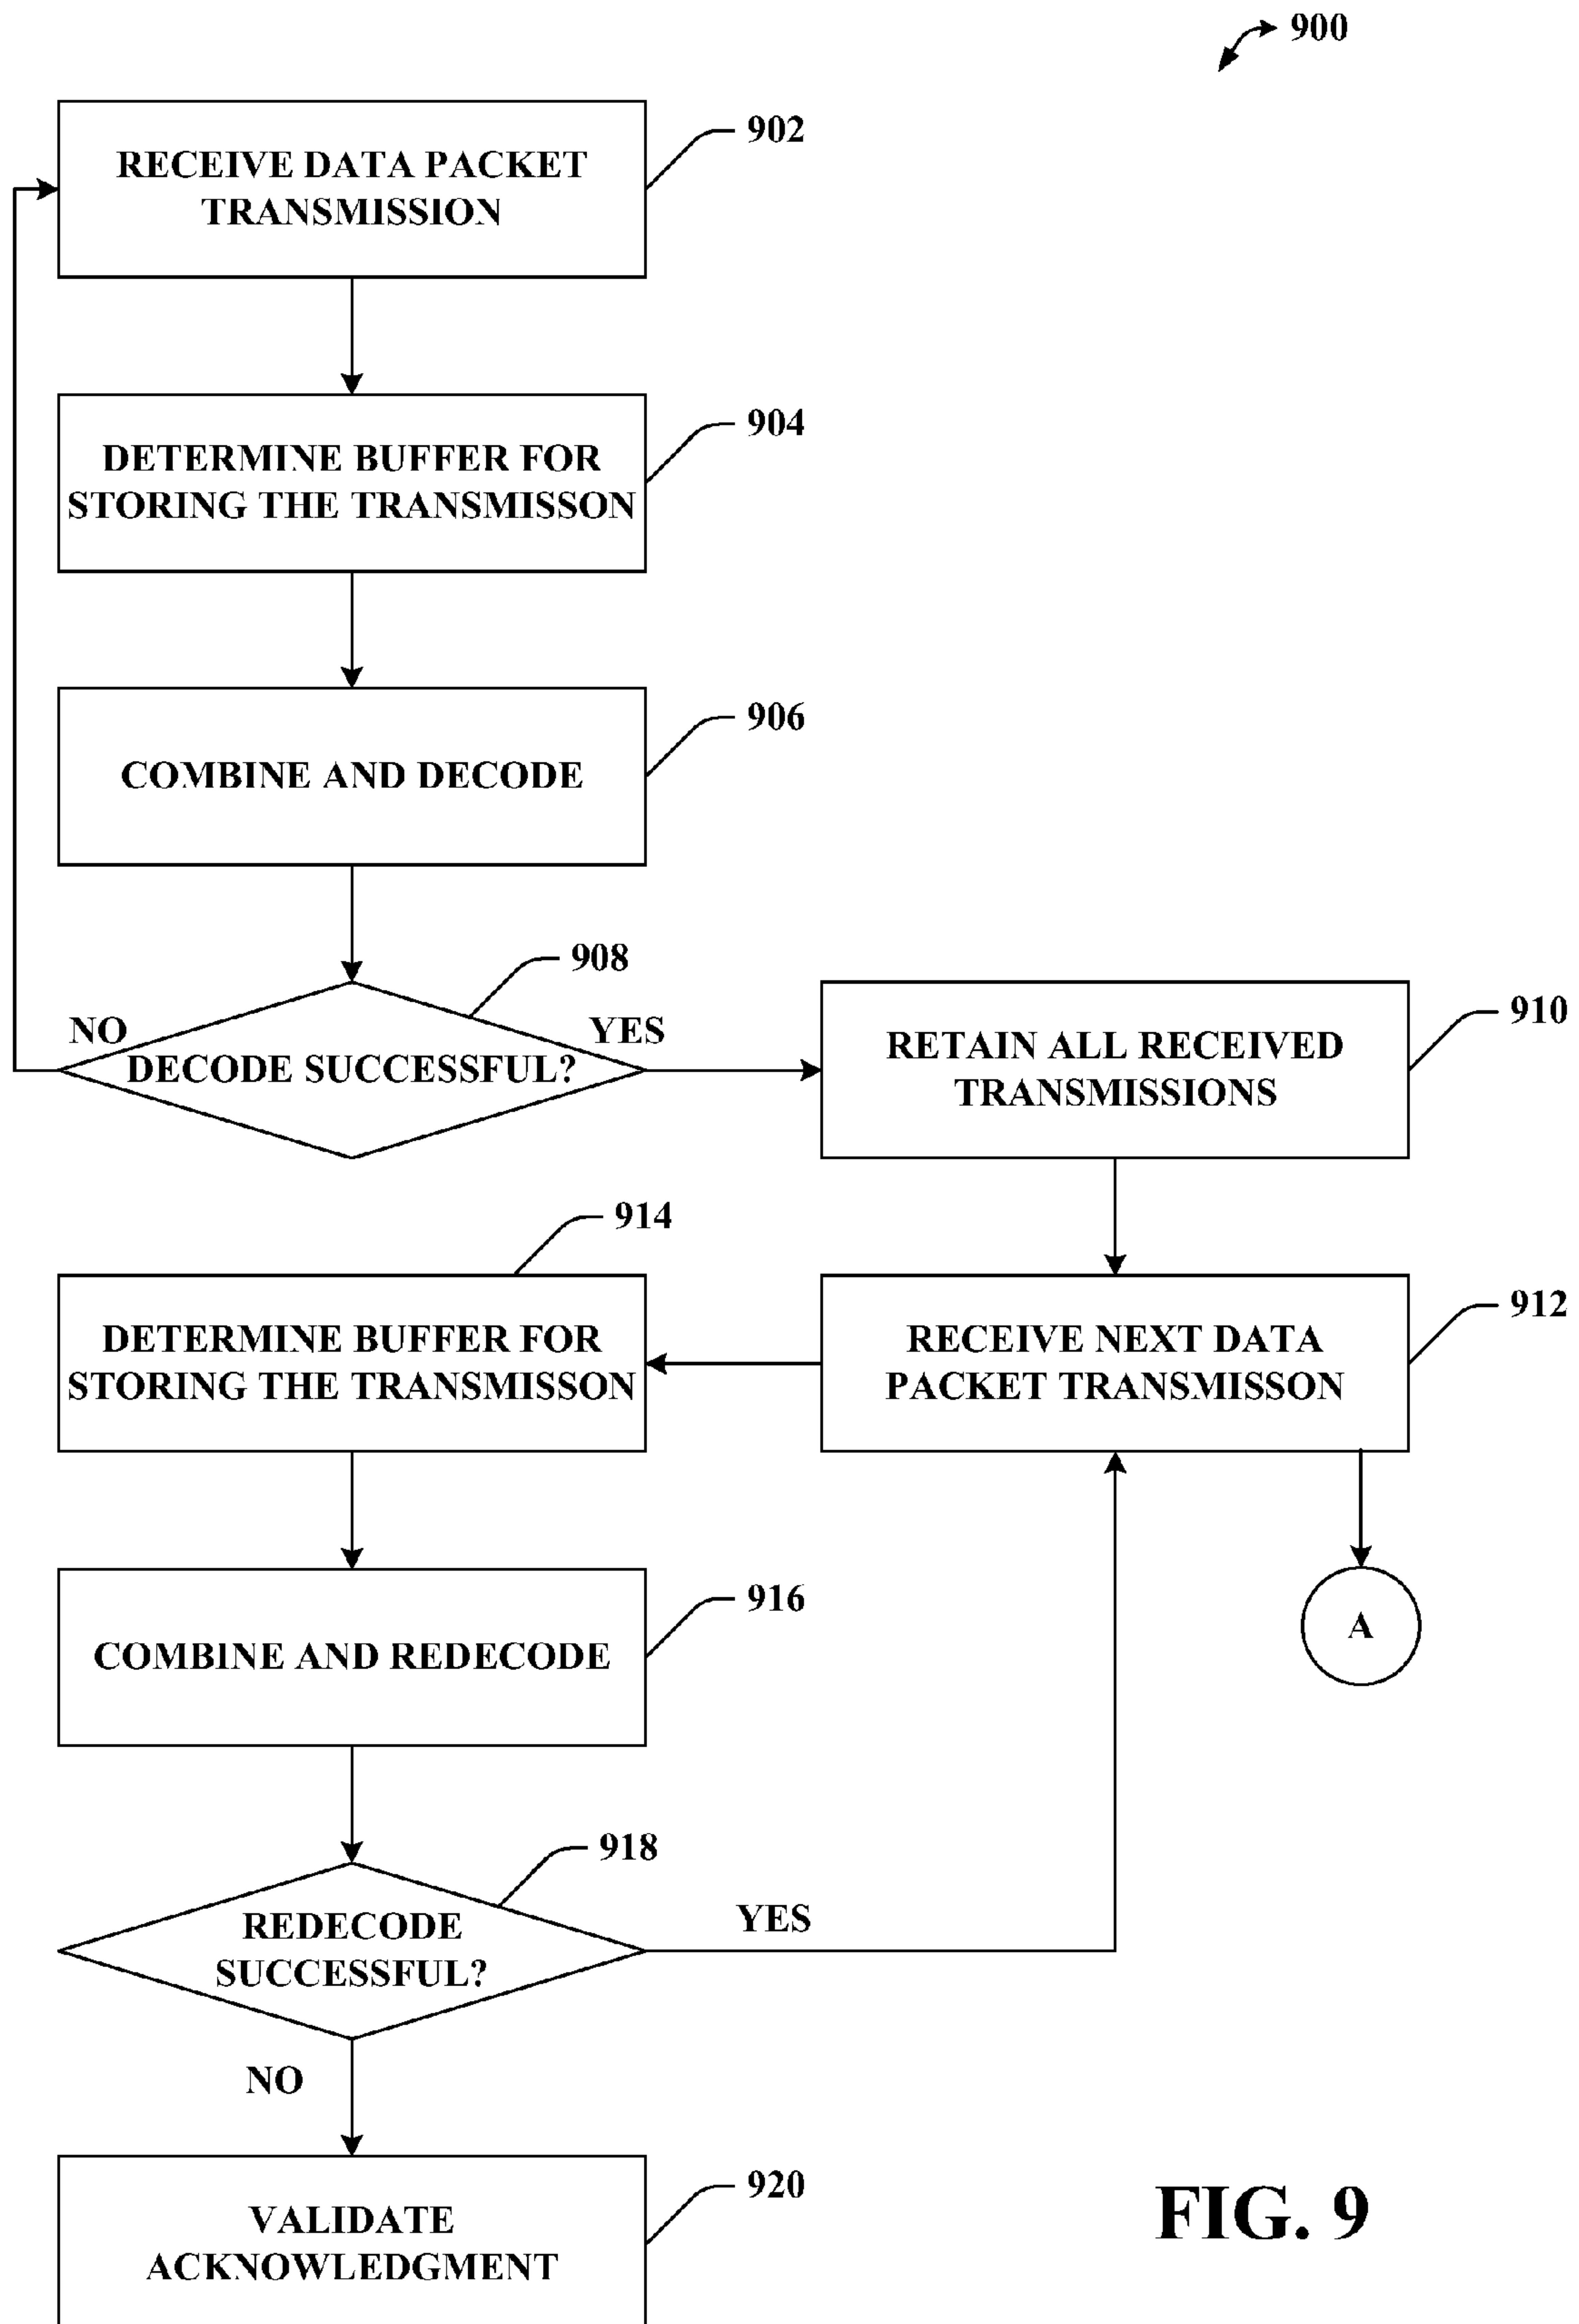 900
902
RECEIVE DATA PACKET
TRANSMISSION
904
DETERMINE BUFFER FOR
STORING THE TRANSMISSON
906
COMBINE AND DECODE
908
NO
YES
DECODE SUCCESSFUL?
910
RETAIN ALL RECEIVED
TRANSMISSIONS
912
RECEIVE NEXT DATA
PACKET TRANSMISSON
914
DETERMINE BUFFER FOR
STORING THE TRANSMISSON
A
916
COMBINE AND REDECODE
918
REDECODE
SUCCESSFUL?
YES
NO
920
VALIDATE
ACKNOWLEDGMENT
FIG. 9